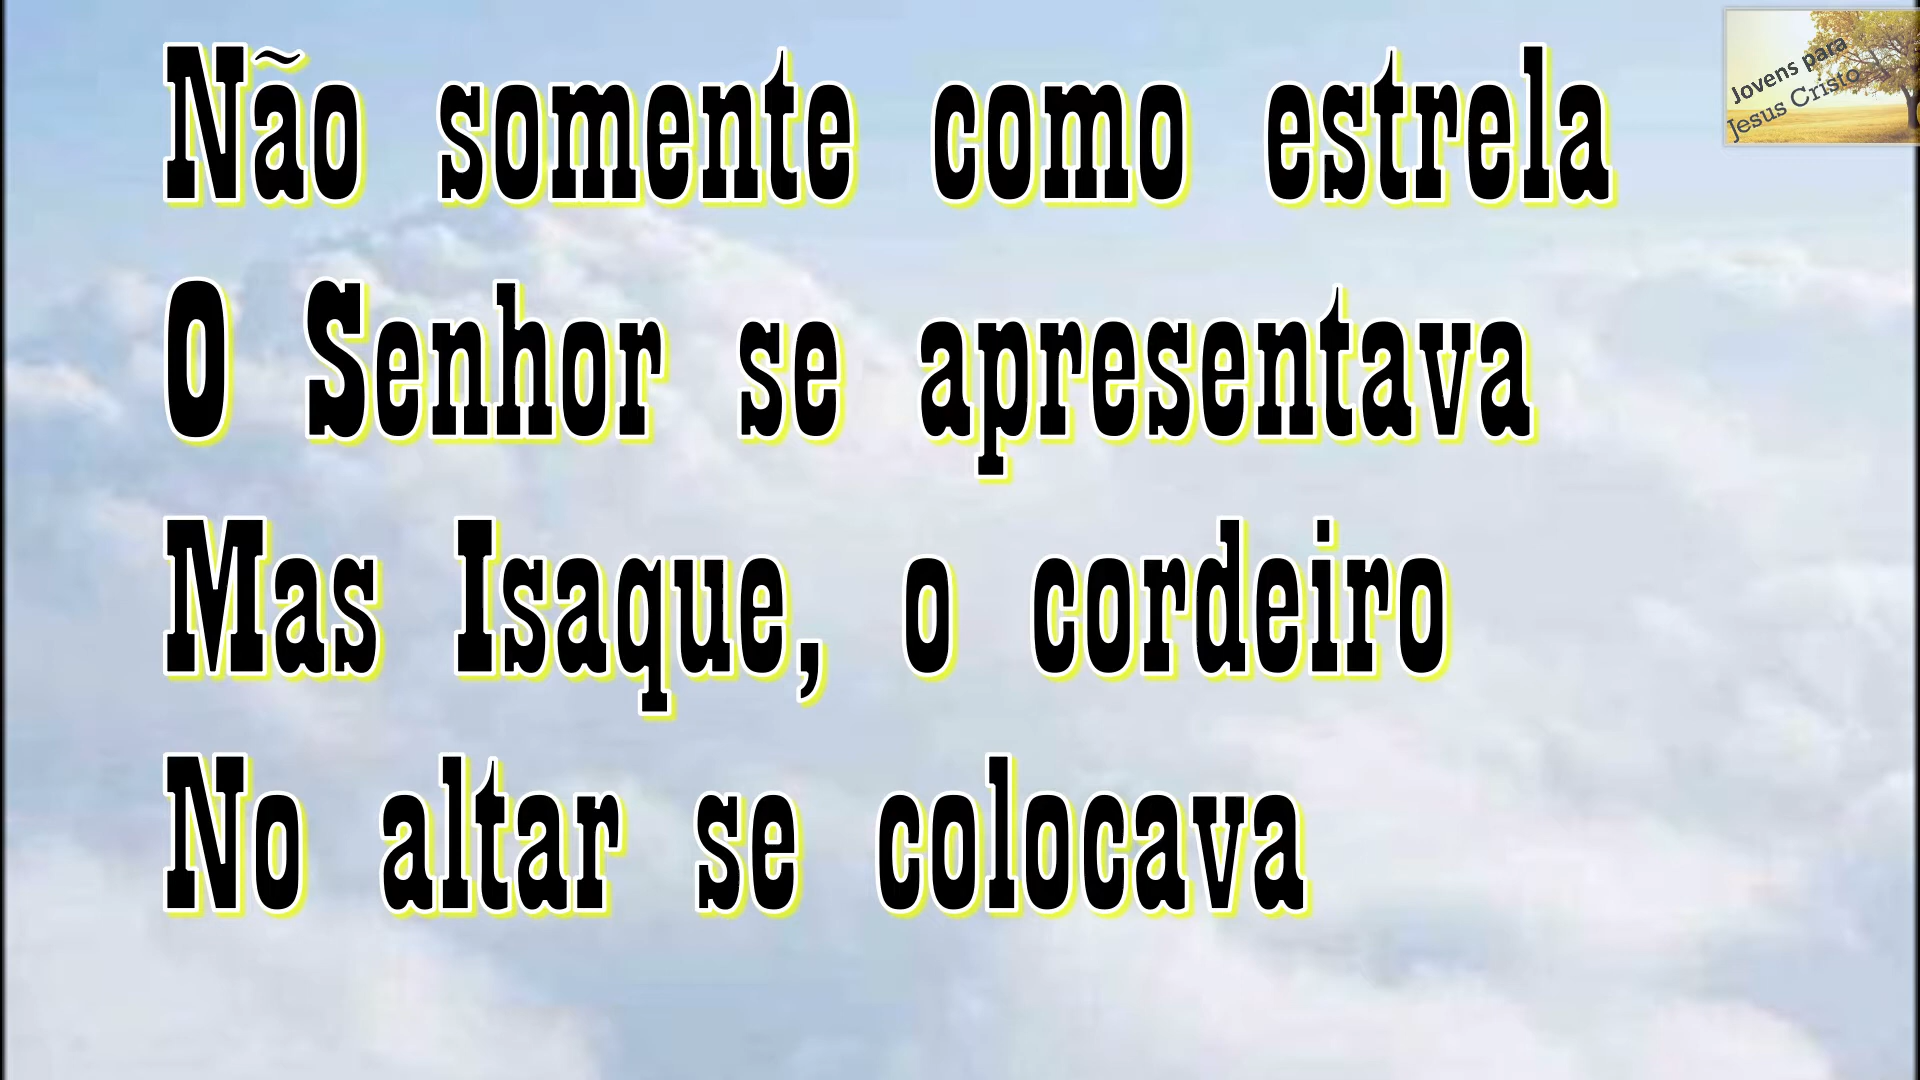 Não somente como estrela
O Senhor se apresentava
Mas Isaque, o cordeiro
No altar se colocava
Jovens para
Jesus Cristo